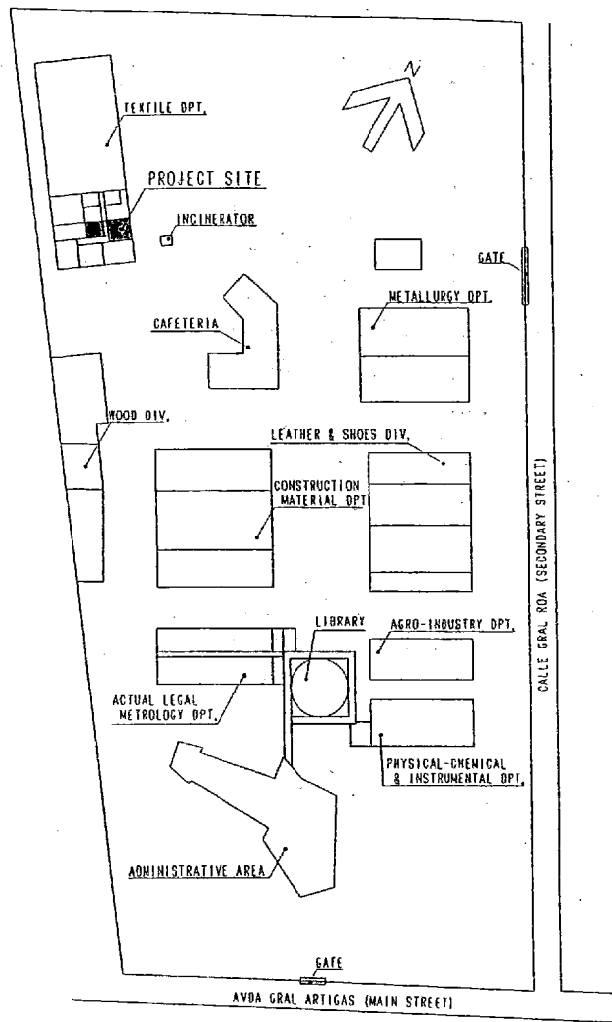 N
TEXTILE DPT.
PROJECT SITE
INCINERATOR
GATE
METALLURGY DPT.
CAFETERIA
WOOD DIV.
LEATHER & SHOES DIV.
CONSTRUCTION
MATERIAL DPT
CALLE GRAL ROA (SECONDARY STREET)
LIBRARY
AGRO-INDUSTRY DPT.
ACTUAL LEGAL
METROLOGY DPT.
PHYSICAL-CHEMICAL
& INSTRUMENTAL DPT.
ADMINISTRATIVE AREA
GATE
AVDA GRAL ARTIGAS (MAIN STREET)